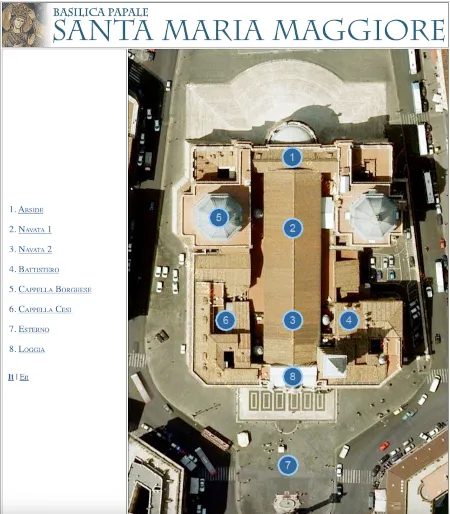 BASILICA PAPALE
SANTA MARIA MAGGIORE
1. ABSIDE
2. NAVATA 1
3. NAVATA 2
4. BATTISTERO
5. CAPPELLA BORGHESE
6. CAPPELLA CESI
7. ESTERNO
8. LOGGIA
It | En
1
2
3
4
5
6
7
8